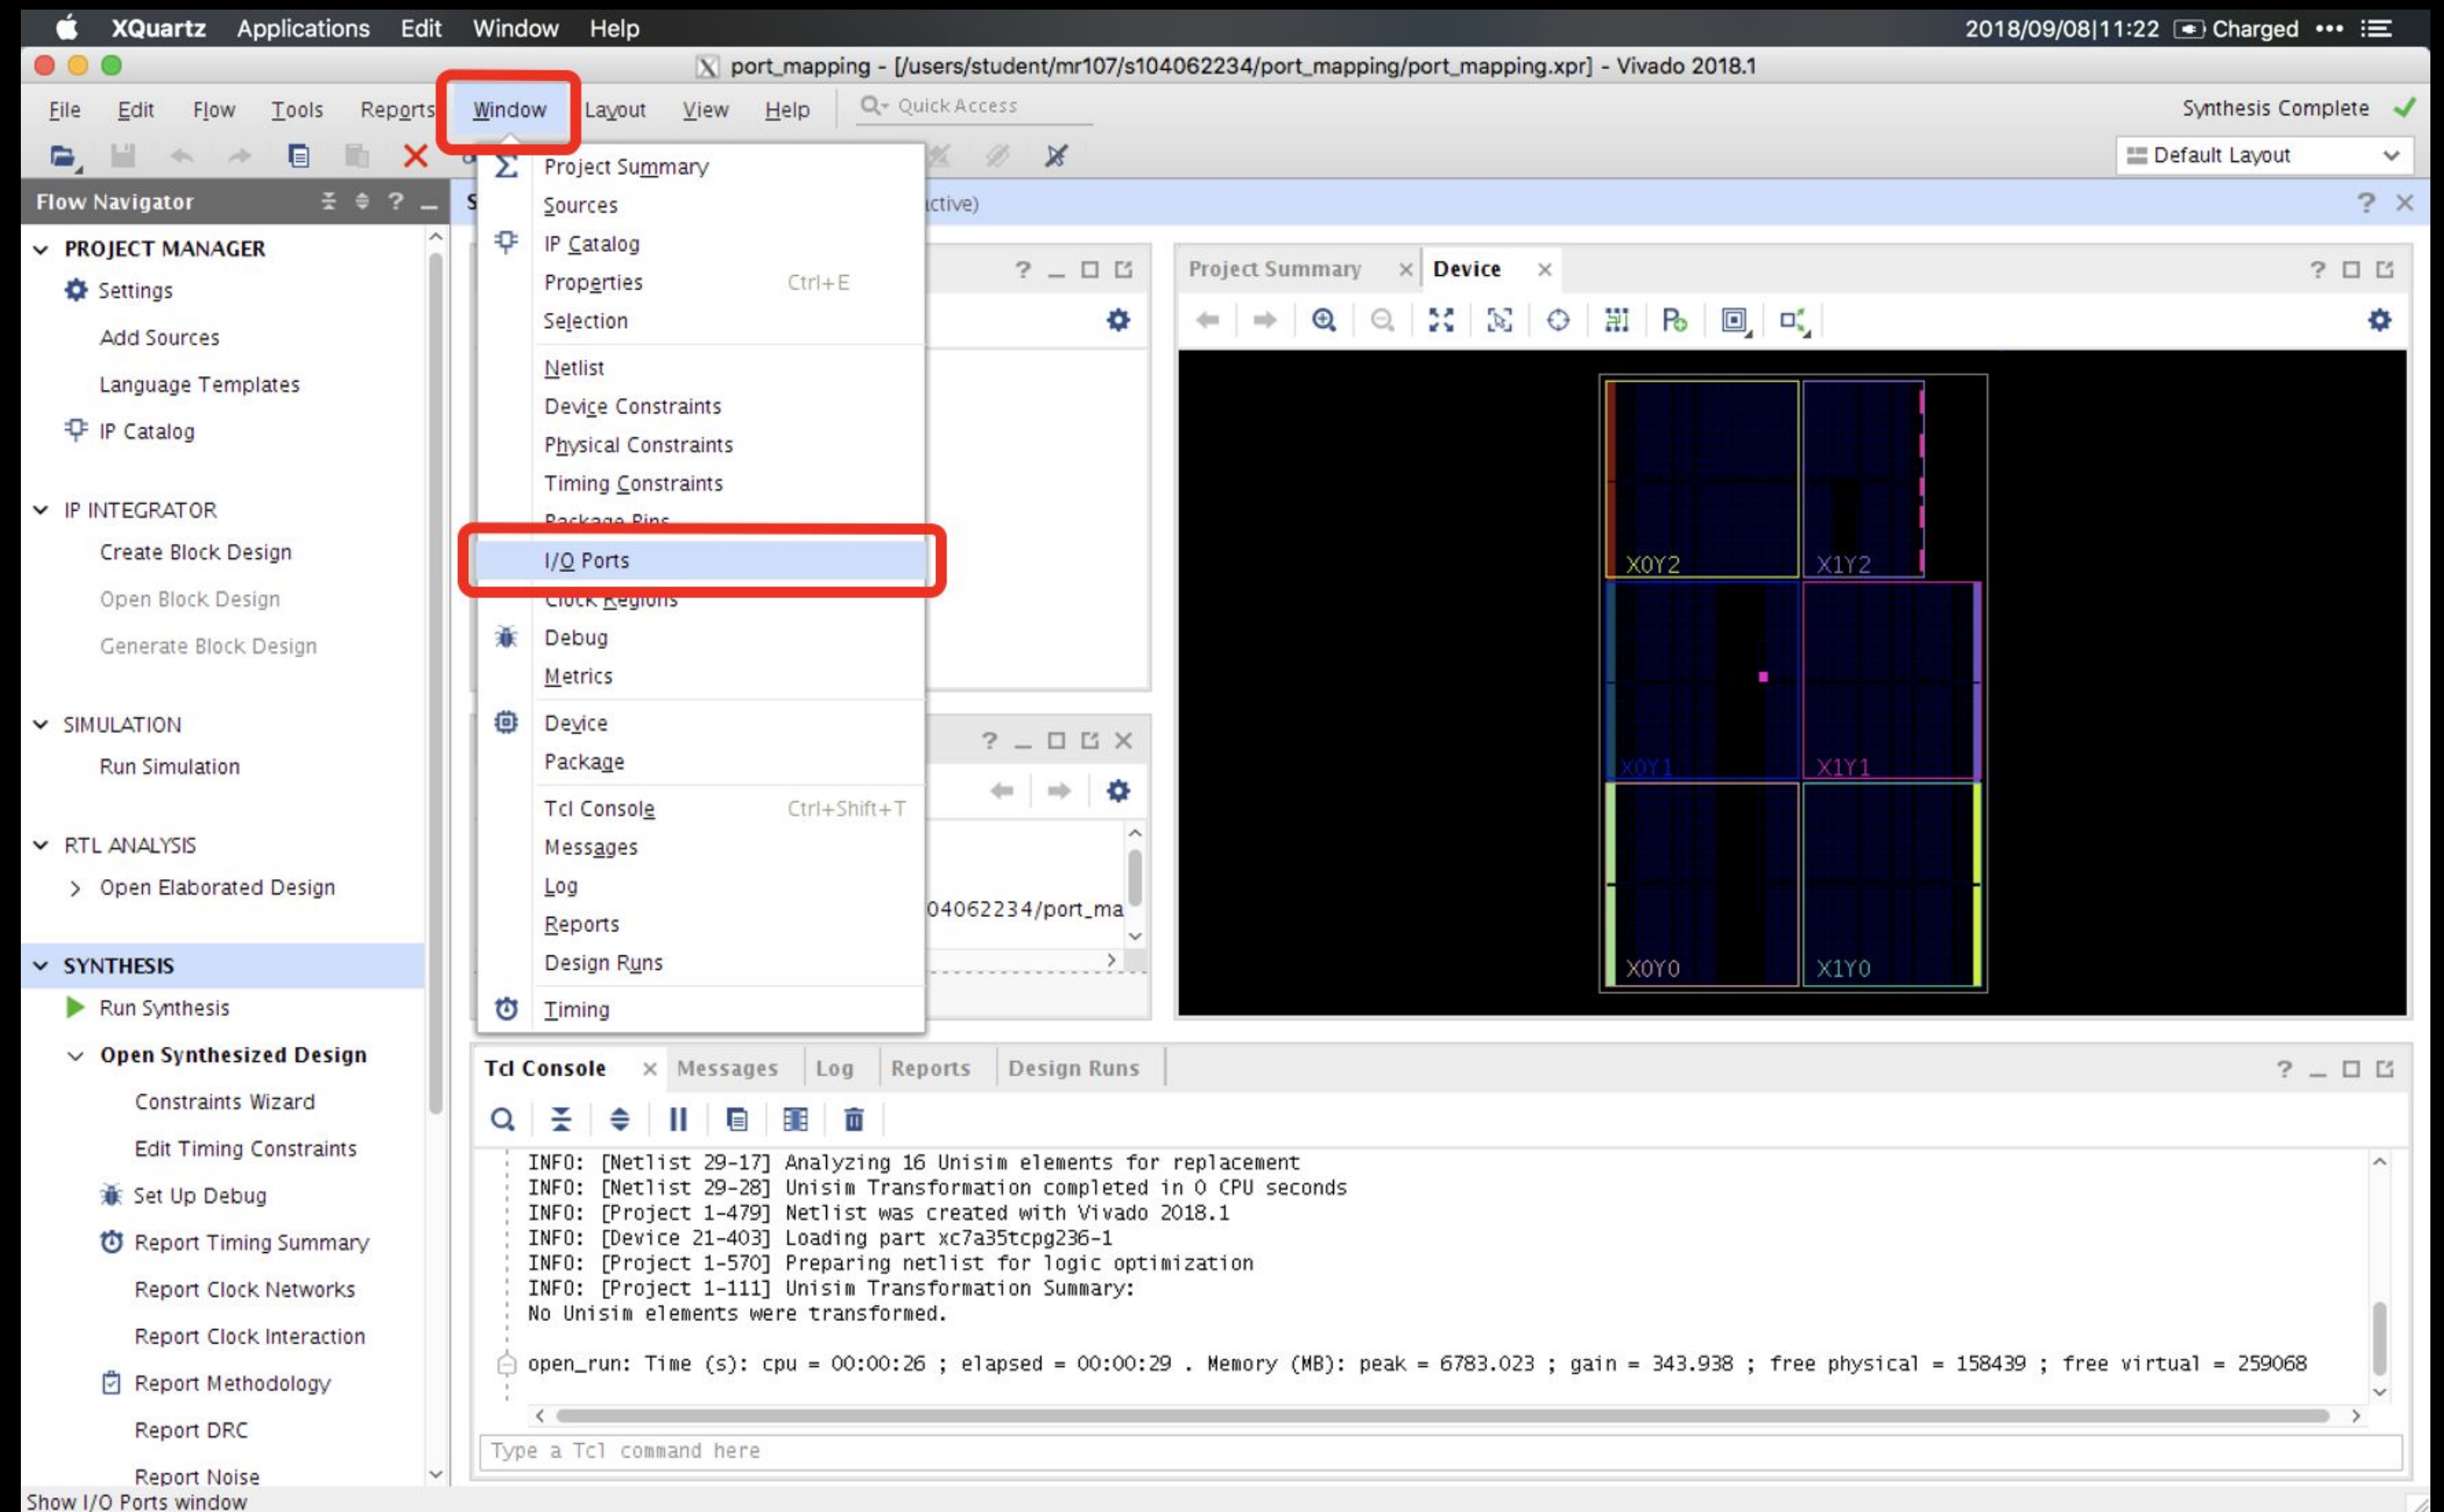 XQuartz Applications Edit Window Help 2018/09/08|11:22 Charged
port_mapping - [/users/student/mr107/s104062234/port_mapping/port_mapping.xpr] - Vivado 2018.1
File Edit Flow Tools Reports Window Layout View Help Quick Access Synthesis Complete
Default Layout
Flow Navigator
PROJECT MANAGER
Settings
Add Sources
Language Templates
IP Catalog
IP INTEGRATOR
Create Block Design
Open Block Design
Generate Block Design
SIMULATION
Run Simulation
RTL ANALYSIS
Open Elaborated Design
SYNTHESIS
Run Synthesis
Open Synthesized Design
Constraints Wizard
Edit Timing Constraints
Set Up Debug
Report Timing Summary
Report Clock Networks
Report Clock Interaction
Report Methodology
Report DRC
Report Noise
Show I/O Ports window
Project Summary
Sources
IP Catalog
Properties Ctrl+E
Selection
Netlist
Device Constraints
Physical Constraints
Timing Constraints
Package Pins
I/O Ports
Clock Regions
Debug
Metrics
Device
Package
Tcl Console Ctrl+Shift+T
Messages
Log
Reports
Design Runs
Timing
ctive)
04062234/port_ma
Project Summary Device
X0Y2 X1Y2
X0Y1 X1Y1
X0Y0 X1Y0
Tcl Console Messages Log Reports Design Runs
INFO: [Netlist 29-17] Analyzing 16 Unisim elements for replacement
INFO: [Netlist 29-28] Unisim Transformation completed in 0 CPU seconds
INFO: [Project 1-479] Netlist was created with Vivado 2018.1
INFO: [Device 21-403] Loading part xc7a35tcpg236-1
INFO: [Project 1-570] Preparing netlist for logic optimization
INFO: [Project 1-111] Unisim Transformation Summary:
No Unisim elements were transformed.
open_run: Time (s): cpu = 00:00:26 ; elapsed = 00:00:29 . Memory (MB): peak = 6783.023 ; gain = 343.938 ; free physical = 158439 ; free virtual = 259068
Type a Tcl command here